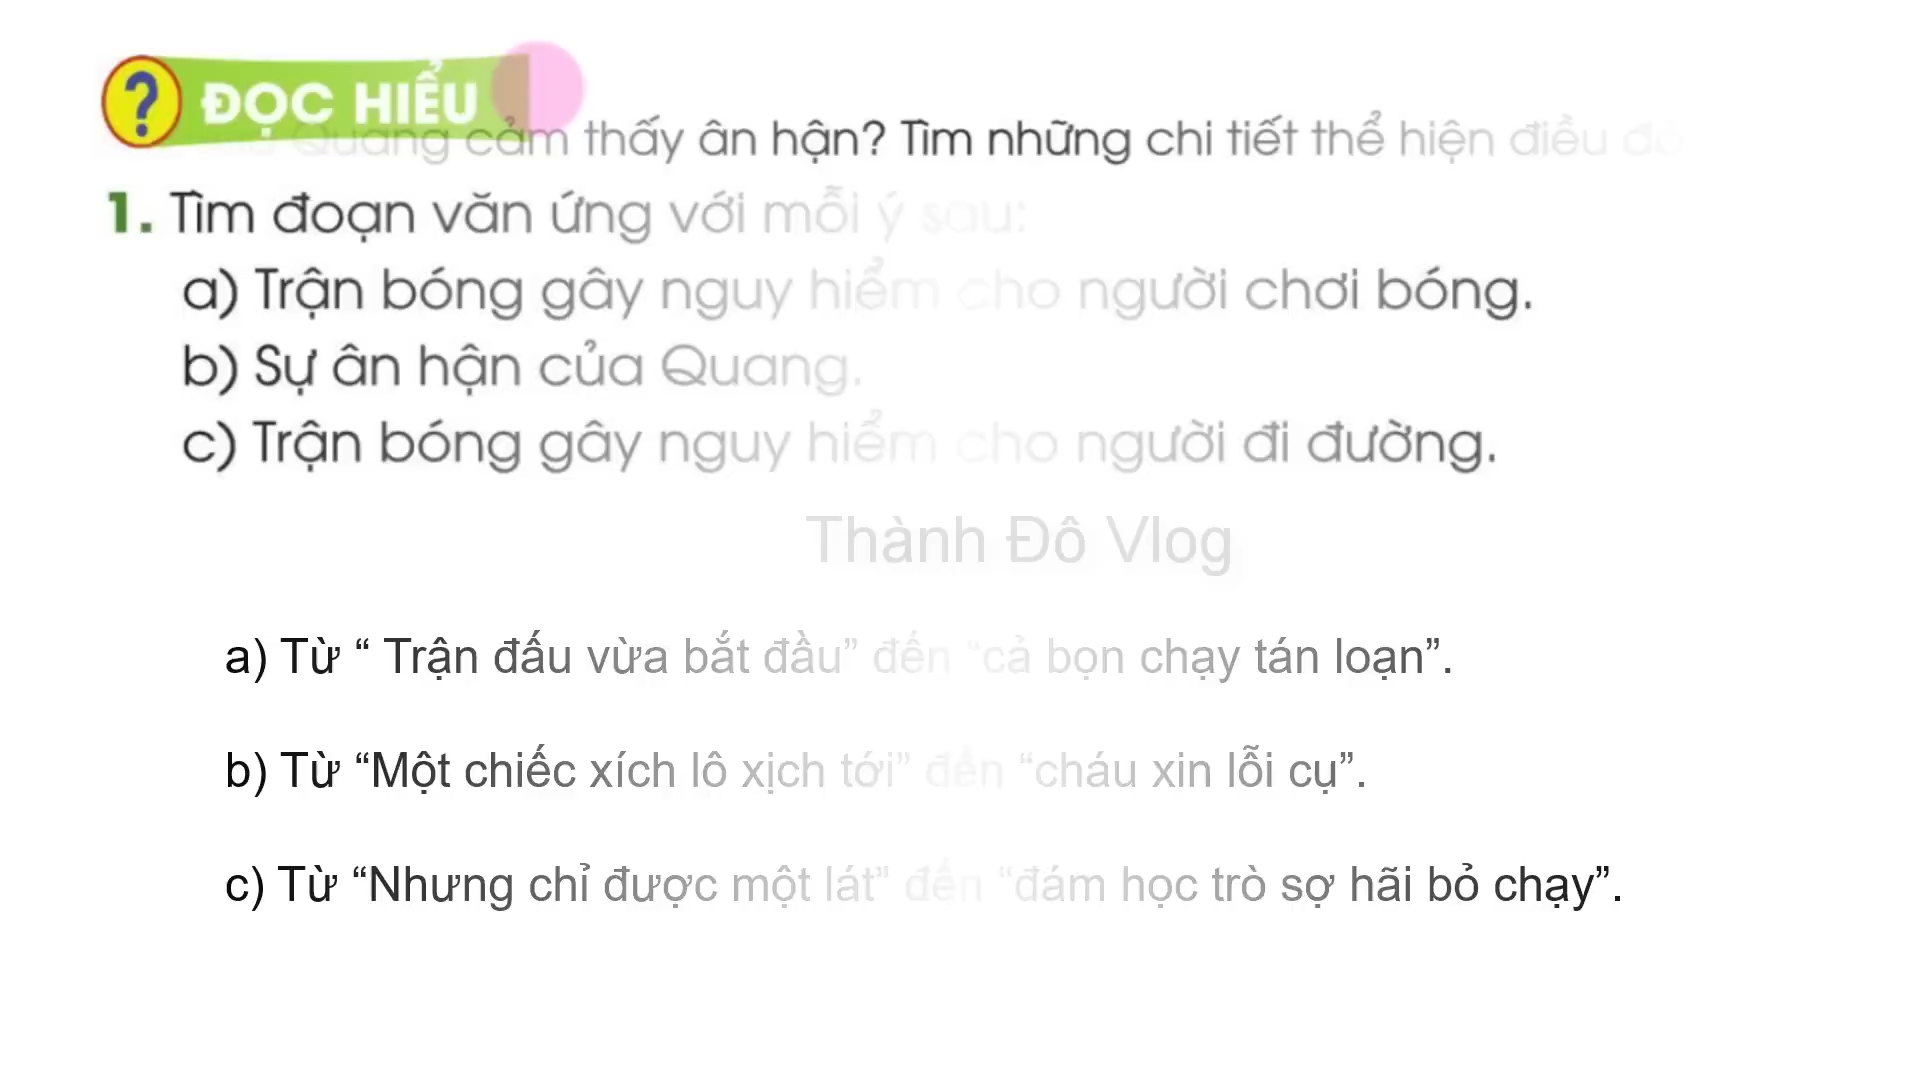 ĐỌC HIỂU
Quang cảm thấy ân hận? Tìm những chi tiết thể hiện điều đó
1. Tìm đoạn văn ứng với mỗi ý sau:
a) Trận bóng gây nguy hiểm cho người chơi bóng.
b) Sự ân hận của Quang.
c) Trận bóng gây nguy hiểm cho người đi đường.
Thành Đô Vlog
a) Từ “ Trận đấu vừa bắt đầu” đến “cả bọn chạy tán loạn”.
b) Từ “Một chiếc xích lô xịch tới” đến “cháu xin lỗi cụ”.
c) Từ “Nhưng chỉ được một lát” đến “đám học trò sợ hãi bỏ chạy”.